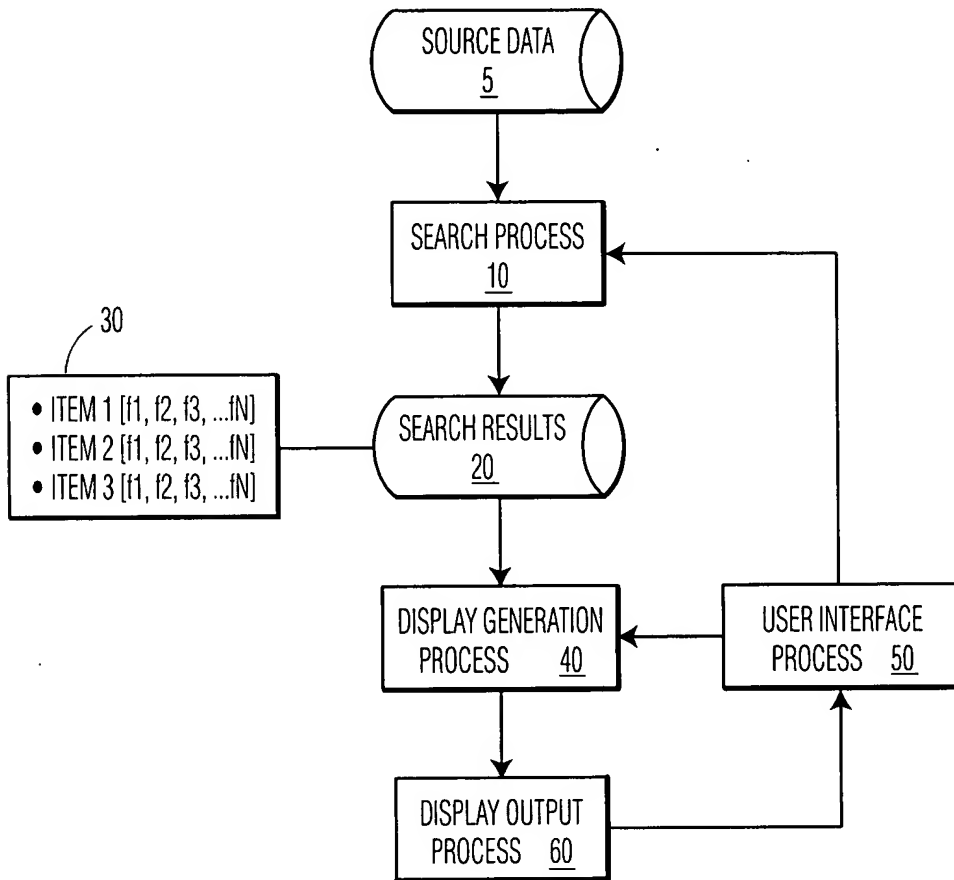 SOURCE DATA
5
SEARCH PROCESS
10
30
• ITEM 1 [f1, f2, f3, ...fN]
• ITEM 2 [f1, f2, f3, ...fN]
• ITEM 3 [f1, f2, f3, ...fN]
SEARCH RESULTS
20
DISPLAY GENERATION
PROCESS 40
USER INTERFACE
PROCESS 50
DISPLAY OUTPUT
PROCESS 60